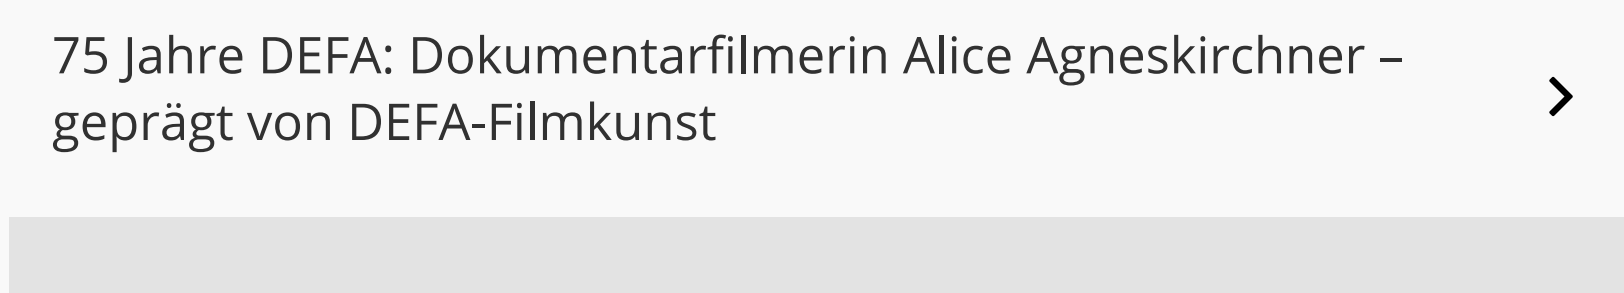 75 Jahre DEFA: Dokumentarfilmerin Alice Agneskirchner –
geprägt von DEFA-Filmkunst